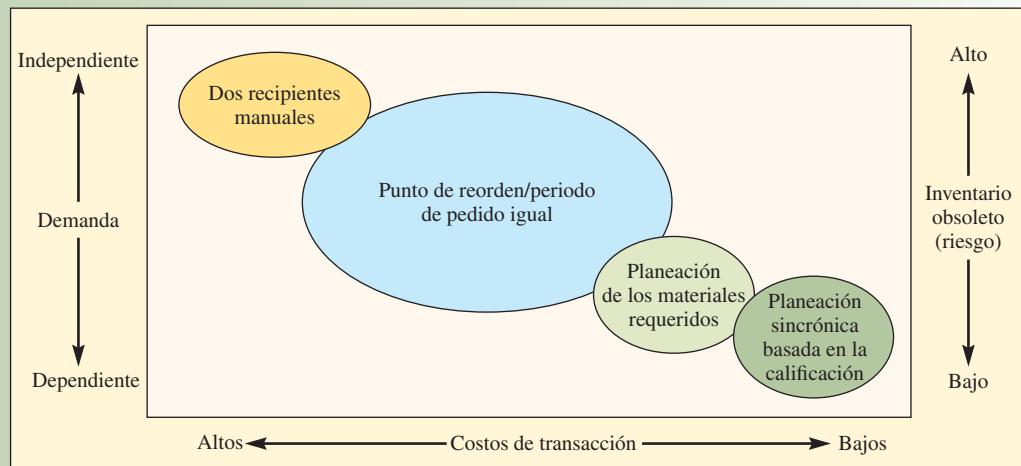 Independiente
Demanda
Dependiente
Dos recipientes
manuales
Punto de reorden/periodo
de pedido igual
Planeación
de los materiales
requeridos
Planeación
sincrónica
basada en la
calificación
Alto
Inventario
obsoleto
(riesgo)
Bajo
Altos
Costos de transacción
Bajos